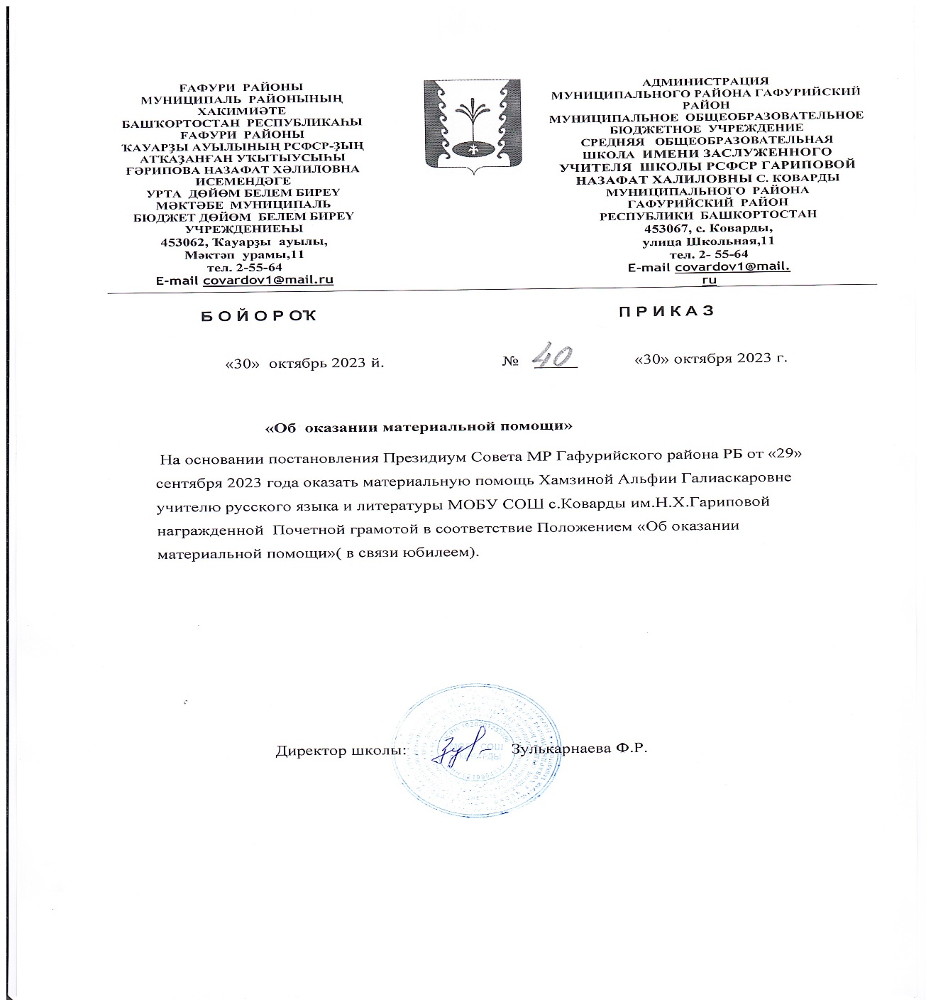 ҒАФУРИ РАЙОНЫ
МУНИЦИПАЛЬ РАЙОНЫНЫҢ
ХАКИМИӘТЕ
БАШҠОРТОСТАН РЕСПУБЛИКАҺЫ
ҒАФУРИ РАЙОНЫ
ҠАУАРҘЫ АУЫЛЫНЫҢ РСФСР-ҘЫҢ
АТҠАҘАНҒАН УҠЫТЫУСЫҺЫ
ҒӘРИПОВА НАЗАФАТ ХӘЛИЛОВНА
ИСЕМЕНДӘГЕ
УРТА ДӨЙӨМ БЕЛЕМ БИРЕҮ
МӘКТӘБЕ МУНИЦИПАЛЬ
БЮДЖЕТ ДӨЙӨМ БЕЛЕМ БИРЕҮ
УЧРЕЖДЕНИЕҺЫ
453062, Ҡауарҙы ауылы,
Мәктәп урамы,11
тел. 2-55-64
E-mail covardov1@mail.ru
АДМИНИСТРАЦИЯ
МУНИЦИПАЛЬНОГО РАЙОНА ГАФУРИЙСКИЙ
РАЙОН
МУНИЦИПАЛЬНОЕ ОБЩЕОБРАЗОВАТЕЛЬНОЕ
БЮДЖЕТНОЕ УЧРЕЖДЕНИЕ
СРЕДНЯЯ ОБЩЕОБРАЗОВАТЕЛЬНАЯ
ШКОЛА ИМЕНИ ЗАСЛУЖЕННОГО
УЧИТЕЛЯ ШКОЛЫ РСФСР ГАРИПОВОЙ
НАЗАФАТ ХАЛИЛОВНЫ С. КОВАРДЫ
МУНИЦИПАЛЬНОГО РАЙОНА
ГАФУРИЙСКИЙ РАЙОН
РЕСПУБЛИКИ БАШКОРТОСТАН
453067, с. Коварды,
улица Школьная,11
тел. 2- 55-64
E-mail covardov1@mail.
ru
Б О Й О Р О Ҡ
П Р И К А З
«30» октябрь 2023 й.
№ 40
«30» октября 2023 г.
«Об оказании материальной помощи»
На основании постановления Президиум Совета МР Гафурийского района РБ от «29»
сентября 2023 года оказать материальную помощь Хамзиной Альфии Галиаскаровне
учителю русского языка и литературы МОБУ СОШ с.Коварды им.Н.Х.Гариповой
награжденной Почетной грамотой в соответствие Положением «Об оказании
материальной помощи»( в связи юбилеем).
Директор школы:
Зулькарнаева Ф.Р.